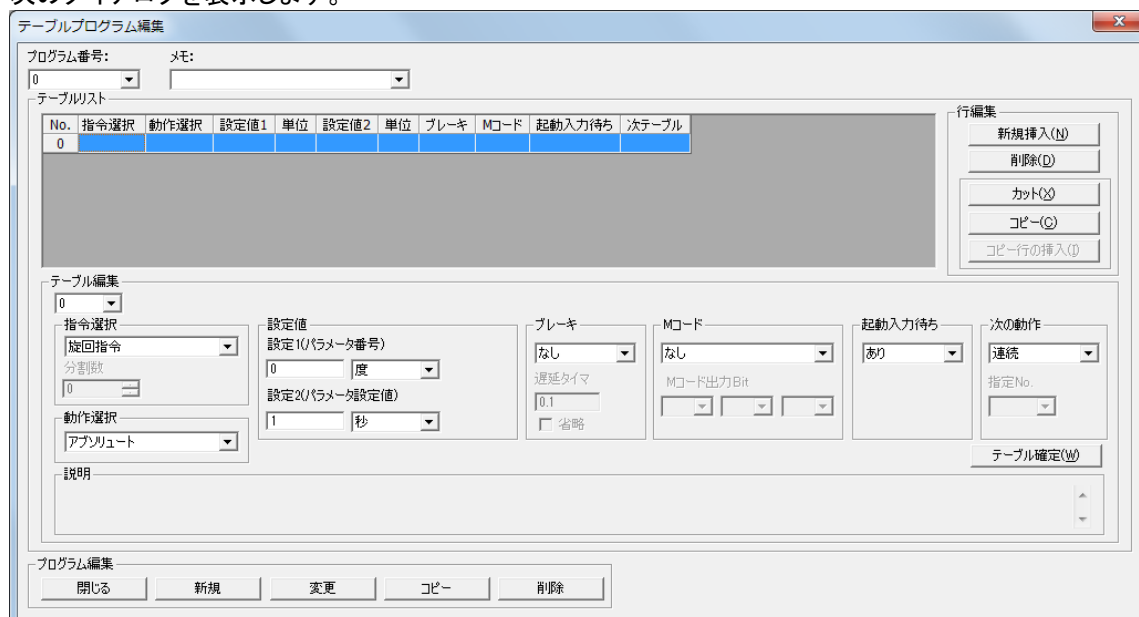 次のダイアログを表示します。
テーブルプログラム編集
プログラム番号: メモ:
0
テーブルリスト
No. 指令選択 動作選択 設定値1 単位 設定値2 単位 ブレーキ Mコード 起動入力待ち 次テーブル
0
行編集
新規挿入(N)
削除(D)
カット(X)
コピー(C)
コピー行の挿入(I)
テーブル編集
0
指令選択
旋回指令
分割数
0
動作選択
アブソリュート
設定値
設定1(パラメータ番号)
0 度
設定2(パラメータ設定値)
1 秒
ブレーキ
なし
遅延タイマ
0.1
省略
Mコード
なし
Mコード出力Bit
起動入力待ち
あり
次の動作
連続
指定No.
テーブル確定(W)
説明
プログラム編集
閉じる 新規 変更 コピー 削除